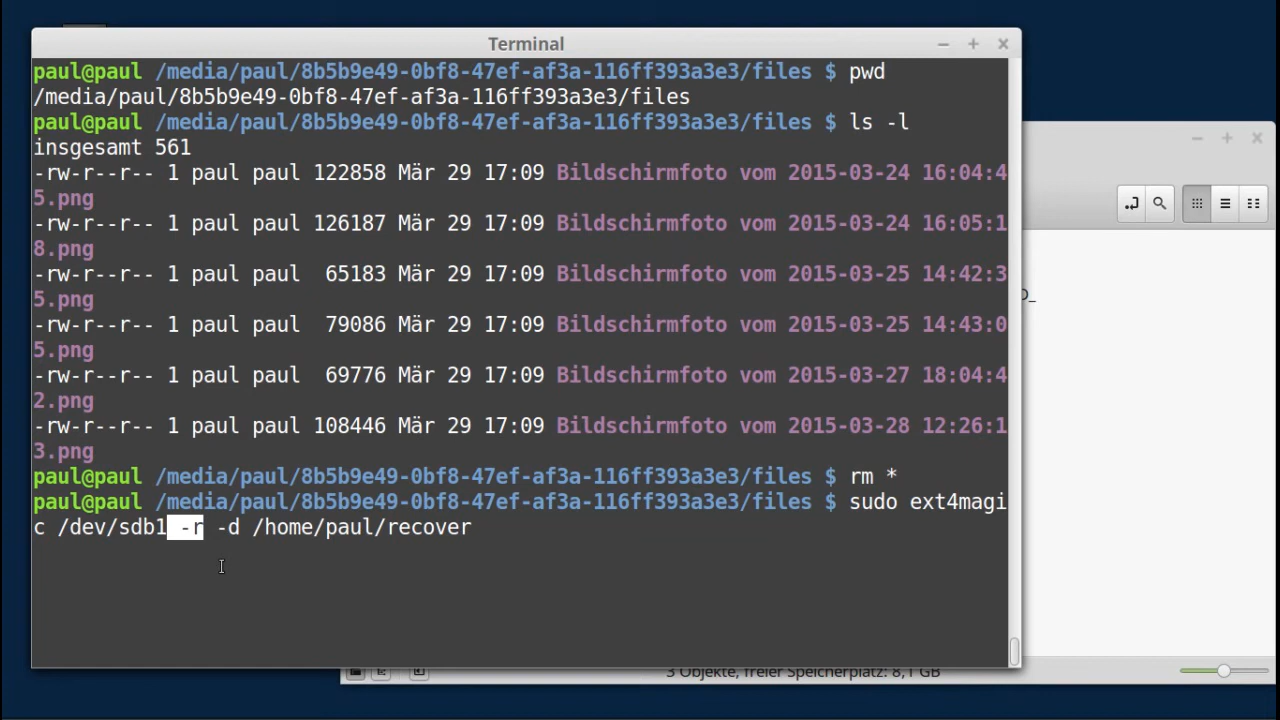 Terminal
paul@paul /media/paul/8b5b9e49-0bf8-47ef-af3a-116ff393a3e3/files $ pwd
/media/paul/8b5b9e49-0bf8-47ef-af3a-116ff393a3e3/files
paul@paul /media/paul/8b5b9e49-0bf8-47ef-af3a-116ff393a3e3/files $ ls -l
insgesamt 561
-rw-r--r-- 1 paul paul 122858 Mär 29 17:09 Bildschirmfoto vom 2015-03-24 16:04:4
5.png
-rw-r--r-- 1 paul paul 126187 Mär 29 17:09 Bildschirmfoto vom 2015-03-24 16:05:1
8.png
-rw-r--r-- 1 paul paul  65183 Mär 29 17:09 Bildschirmfoto vom 2015-03-25 14:42:3
5.png
-rw-r--r-- 1 paul paul  79086 Mär 29 17:09 Bildschirmfoto vom 2015-03-25 14:43:0
5.png
-rw-r--r-- 1 paul paul  69776 Mär 29 17:09 Bildschirmfoto vom 2015-03-27 18:04:4
2.png
-rw-r--r-- 1 paul paul 108446 Mär 29 17:09 Bildschirmfoto vom 2015-03-28 12:26:1
3.png
paul@paul /media/paul/8b5b9e49-0bf8-47ef-af3a-116ff393a3e3/files $ rm *
paul@paul /media/paul/8b5b9e49-0bf8-47ef-af3a-116ff393a3e3/files $ sudo ext4magi
c /dev/sdb1 -r -d /home/paul/recover
3 Objekte, freier Speicherplatz: 8,1 GB